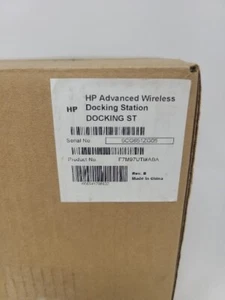 HP Advanced Wireless
HP Docking Station
DOCKING ST
Serial No.
Product No.
Rev. B
Made In China